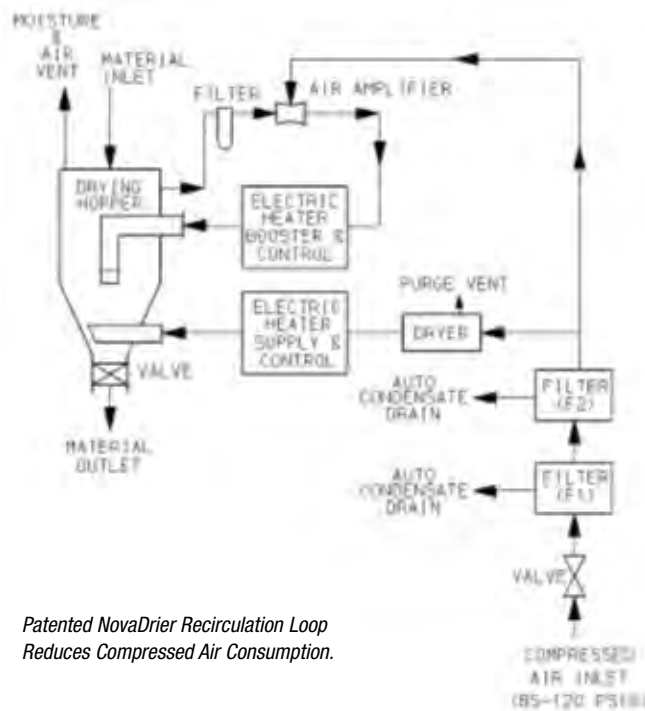 MOISTURE
&
AIR
VENT
MATERIAL
INLET
FILTER
AIR AMPLIFIER
DRYING
HOPPER
ELECTRIC
HEATER
BOOSTER &
CONTROL
PURGE VENT
ELECTRIC
HEATER
SUPPLY &
CONTROL
DRYER
VALVE
MATERIAL
OUTLET
AUTO
CONDENSATE
DRAIN
FILTER
(F2)
AUTO
CONDENSATE
DRAIN
FILTER
(F1)
VALVE
Patented NovaDrier Recirculation Loop
Reduces Compressed Air Consumption.
COMPRESSED
AIR INLET
(85-120 PSIG)